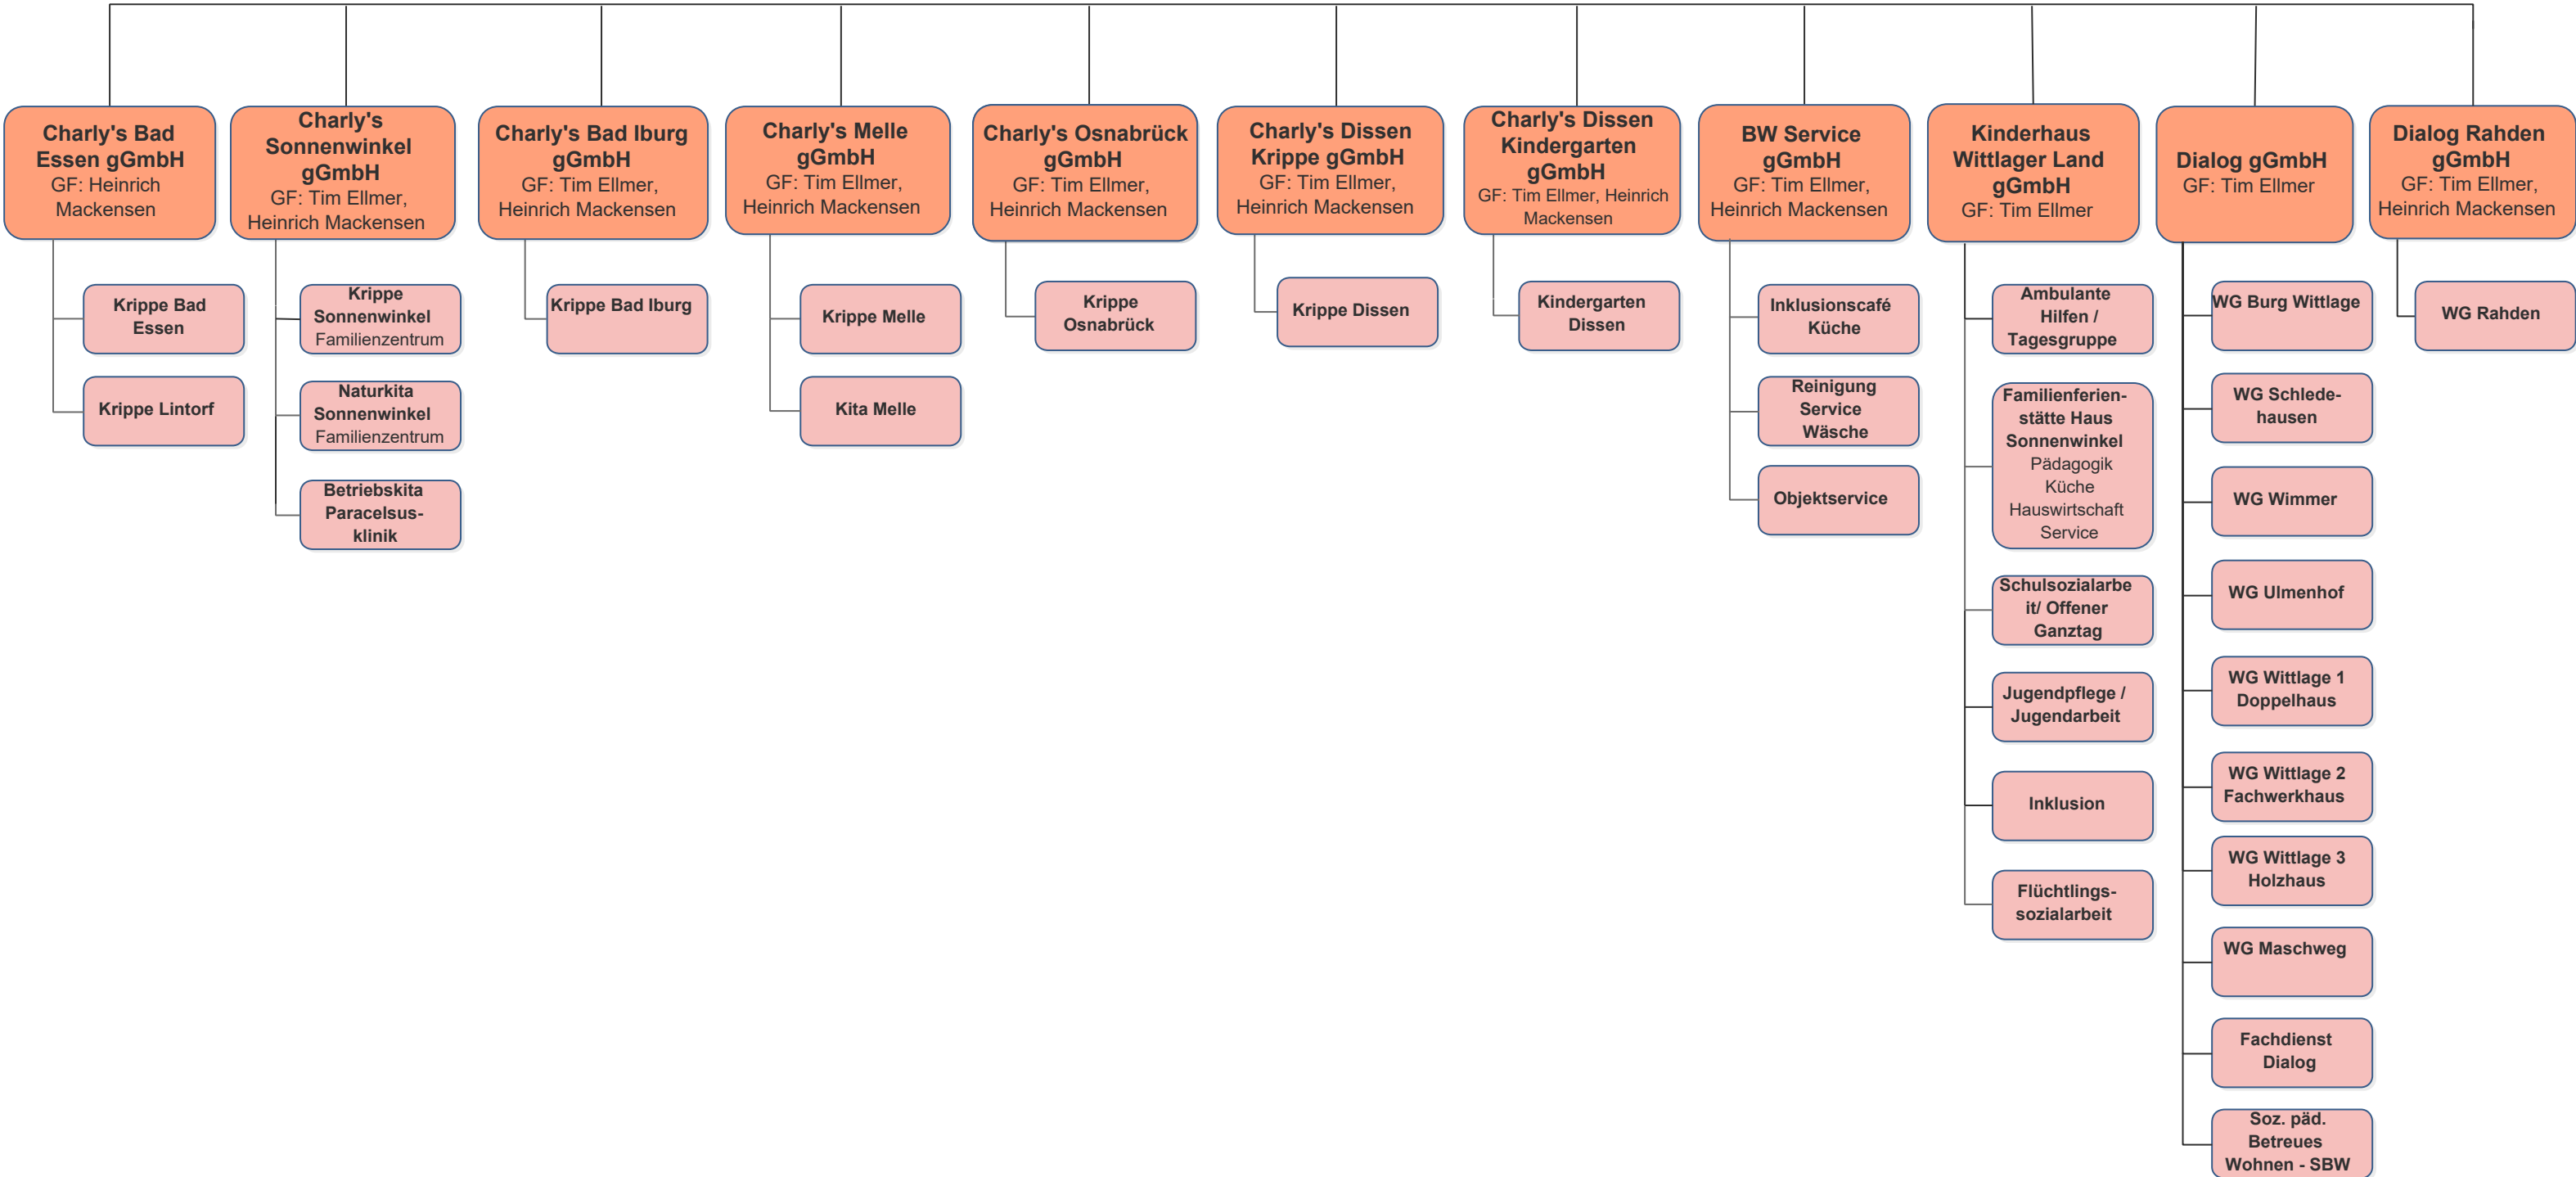 Charly's Bad
Essen gGmbH
GF: Heinrich
Mackensen
Krippe Bad
Essen
Krippe Lintorf
Charly's
Sonnenwinkel
gGmbH
GF: Tim Ellmer,
Heinrich Mackensen
Krippe
Sonnenwinkel
Familienzentrum
Naturkita
Sonnenwinkel
Familienzentrum
Betriebskita
Paracelsus-
klinik
Charly's Bad Iburg
gGmbH
GF: Tim Ellmer,
Heinrich Mackensen
Krippe Bad Iburg
Charly's Melle
gGmbH
GF: Tim Ellmer,
Heinrich Mackensen
Krippe Melle
Kita Melle
Charly's Osnabrück
gGmbH
GF: Tim Ellmer,
Heinrich Mackensen
Krippe
Osnabrück
Charly's Dissen
Krippe gGmbH
GF: Tim Ellmer,
Heinrich Mackensen
Krippe Dissen
Charly's Dissen
Kindergarten
gGmbH
GF: Tim Ellmer, Heinrich
Mackensen
Kindergarten
Dissen
BW Service
gGmbH
GF: Tim Ellmer,
Heinrich Mackensen
Inklusionscafé
Küche
Reinigung
Service
Wäsche
Objektservice
Kinderhaus
Wittlager Land
gGmbH
GF: Tim Ellmer
Ambulante
Hilfen /
Tagesgruppe
Familienferien-
stätte Haus
Sonnenwinkel
Pädagogik
Küche
Hauswirtschaft
Service
Schulsozialarbe
it/ Offener
Ganztag
Jugendpflege /
Jugendarbeit
Inklusion
Flüchtlings-
sozialarbeit
Dialog gGmbH
GF: Tim Ellmer
WG Burg Wittlage
WG Schlede-
hausen
WG Wimmer
WG Ulmenhof
WG Wittlage 1
Doppelhaus
WG Wittlage 2
Fachwerkhaus
WG Wittlage 3
Holzhaus
WG Maschweg
Fachdienst
Dialog
Soz. päd.
Betreues
Wohnen - SBW
Dialog Rahden
gGmbH
GF: Tim Ellmer,
Heinrich Mackensen
WG Rahden